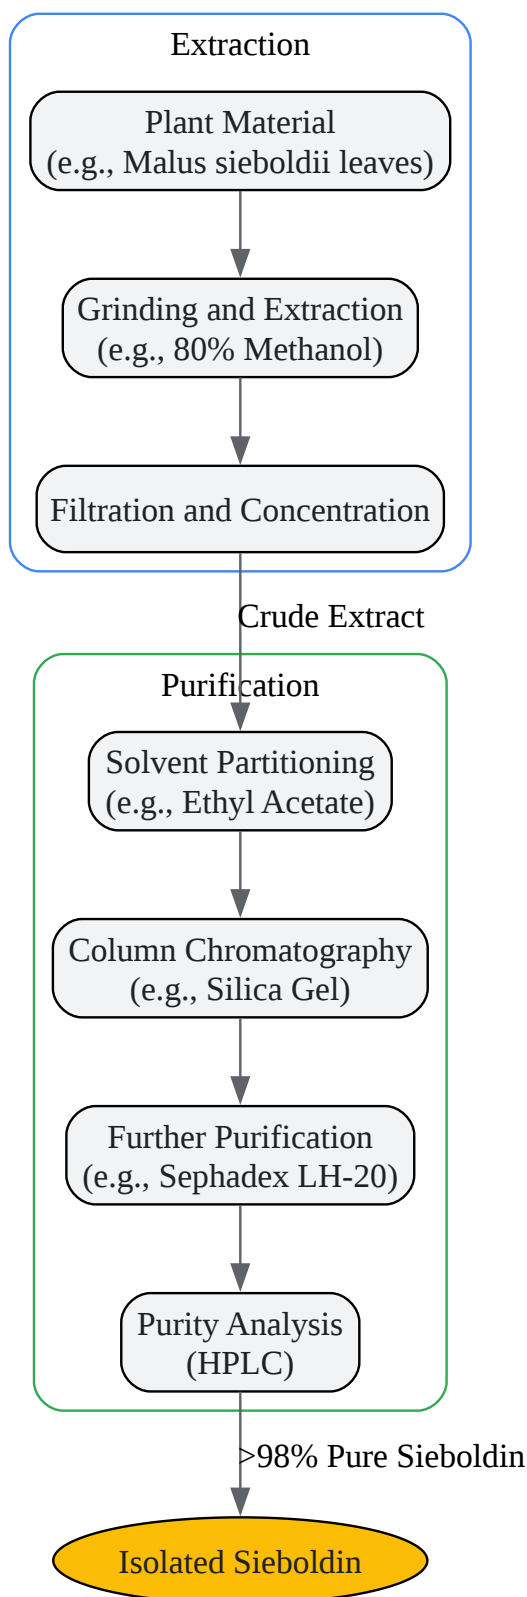 Extraction
Plant Material
(e.g., Malus sieboldii leaves)
Grinding and Extraction
(e.g., 80% Methanol)
Filtration and Concentration
Crude Extract
Purification
Solvent Partitioning
(e.g., Ethyl Acetate)
Column Chromatography
(e.g., Silica Gel)
Further Purification
(e.g., Sephadex LH-20)
Purity Analysis
(HPLC)
>98% Pure Sieboldin
Isolated Sieboldin